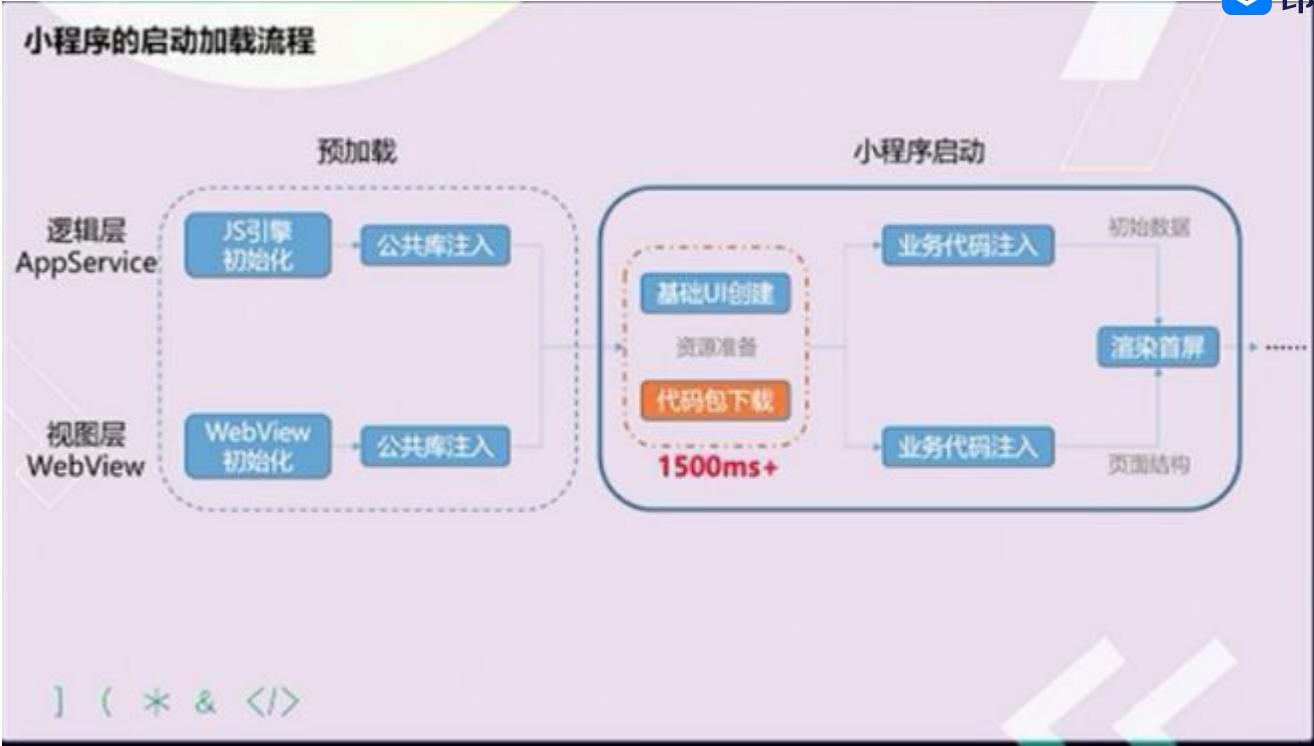 小程序的启动加载流程
预加载
小程序启动
逻辑层
AppService
JS引擎
初始化
公共库注入
业务代码注入
初始数据
基础UI创建
资源准备
代码包下载
1500ms+
渲染首屏
······
视图层
WebView
WebView
初始化
公共库注入
业务代码注入
页面结构
] ( * & </>